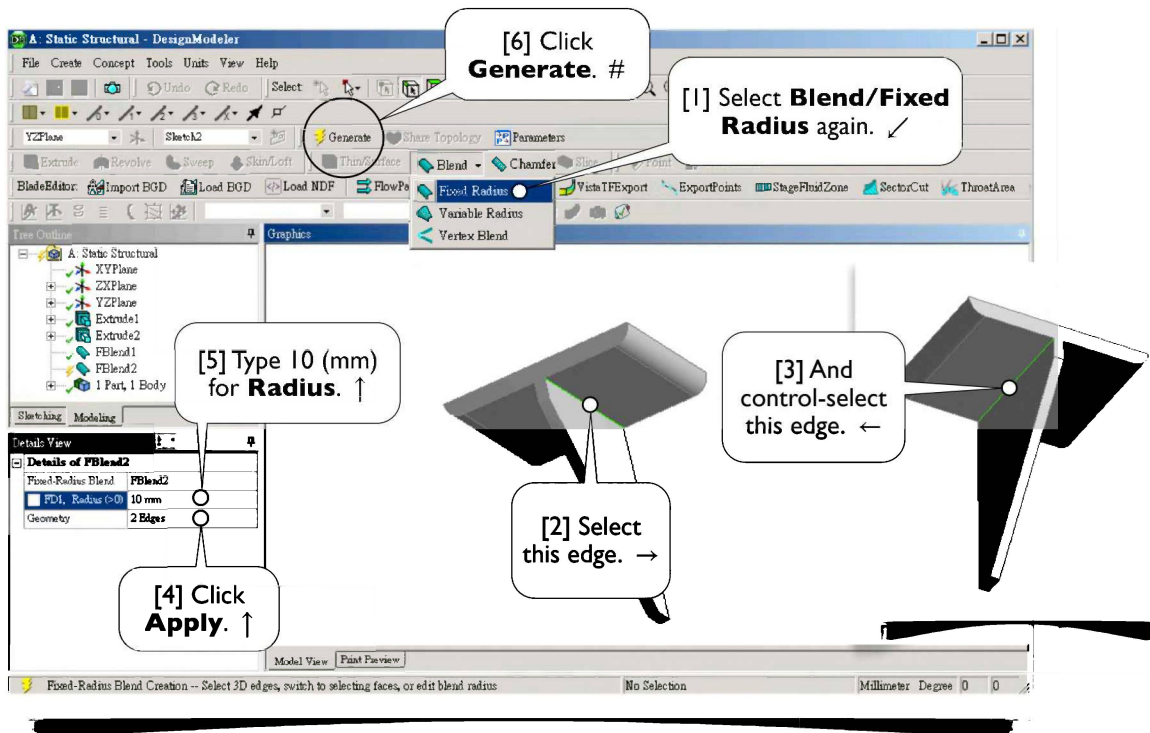 A: Static Structural - DesignModeler
File Create Concept Tools Units View Help
Undo Redo Select:
YZPlane Sketch2 Generate Share Topology Parameters
Extrude Revolve Sweep Skin/Loft Thin/Surface Blend Chamfer Slice Point
BladeEditor: Import BGD Load BGD Load NDF FlowPa VistaTFExport ExportPoints StageFluidZone SectorCut ThroatArea
Fixed Radius
Variable Radius
Vertex Blend
[6] Click
Generate. #
[1] Select Blend/Fixed
Radius again. ↙
Tree Outline
Graphics
A: Static Structural
XYPlane
ZXPlane
YZPlane
Extrude1
Extrude2
FBlend1
FBlend2
1 Part, 1 Body
Sketching Modeling
[5] Type 10 (mm)
for Radius. ↑
[3] And
control-select
this edge. ←
Details View
Details of FBlend2
Fixed-Radius Blend FBlend2
FD1, Radius (>0) 10 mm
Geometry 2 Edges
[2] Select
this edge. →
[4] Click
Apply. ↑
Model View Print Preview
Fixed-Radius Blend Creation -- Select 3D edges, switch to selecting faces, or edit blend radius No Selection Millimeter Degree 0 0